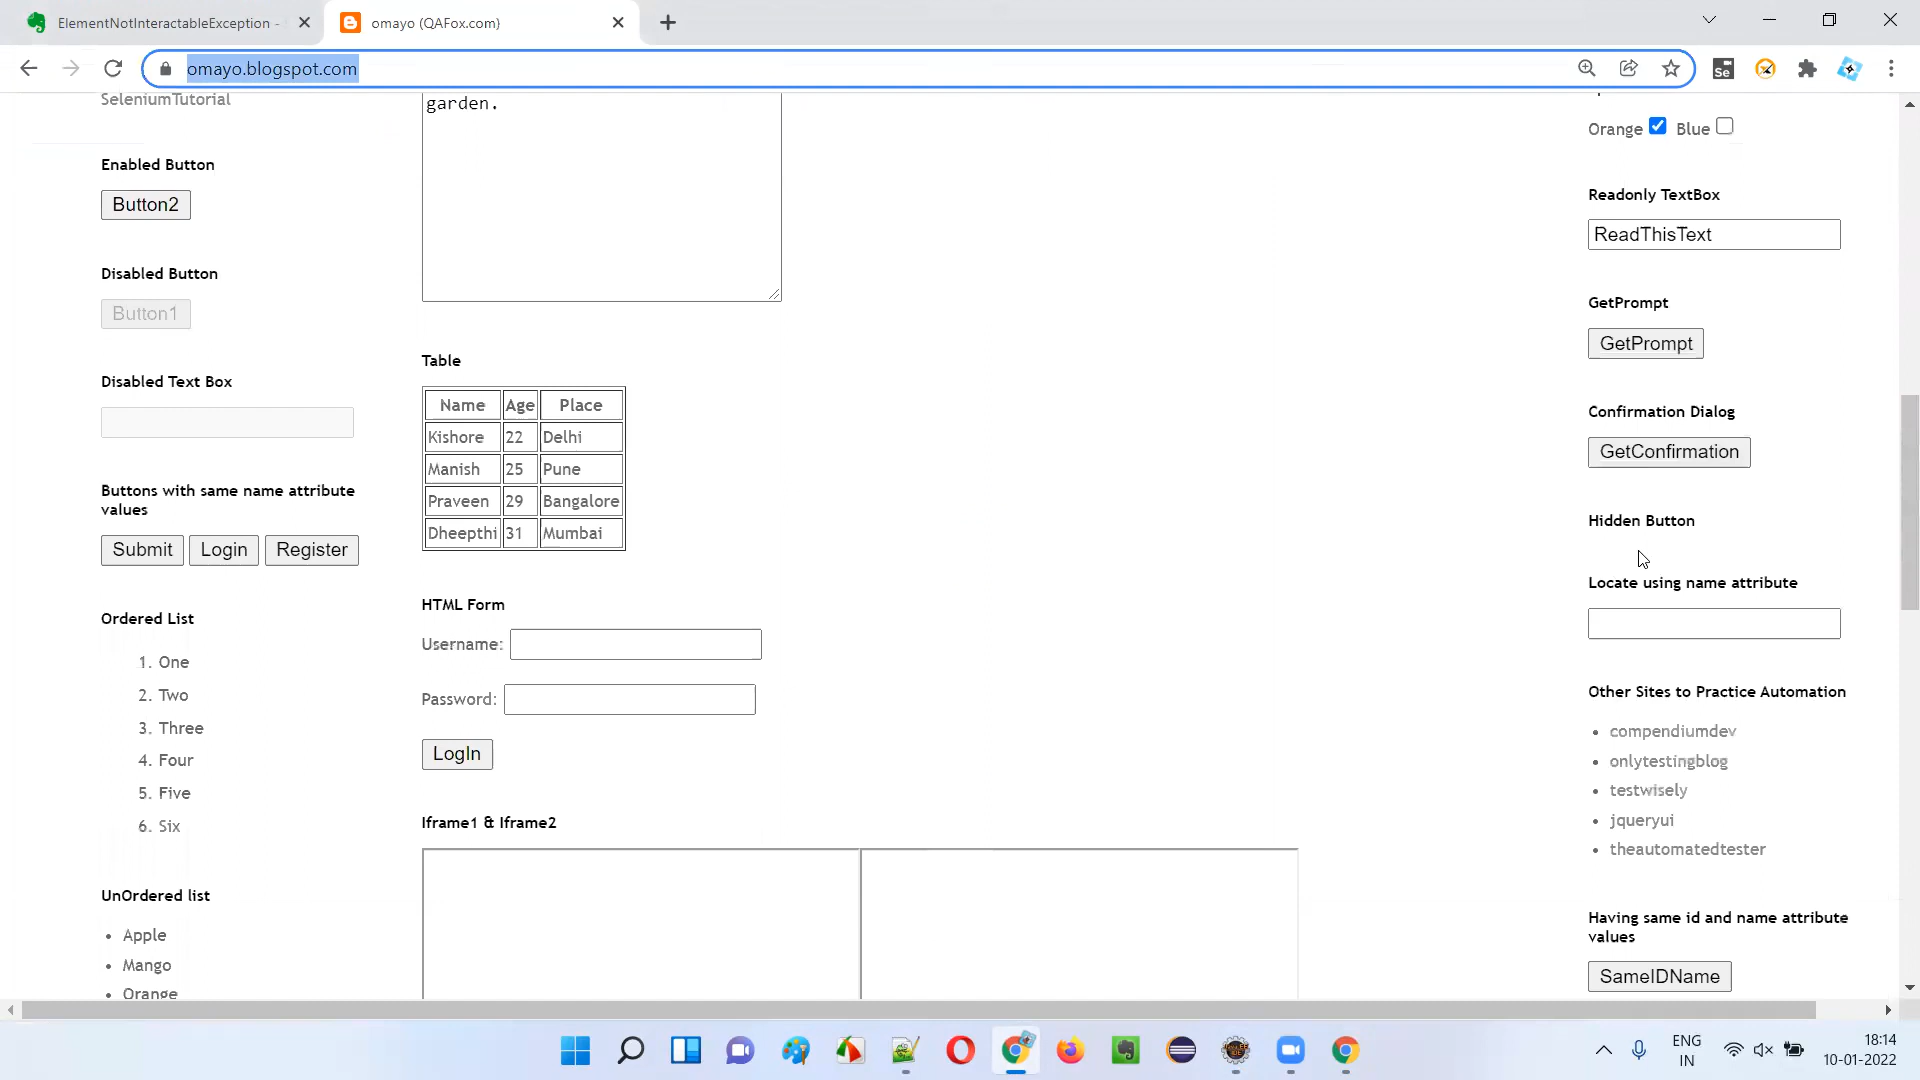 ElementNotInteractableException -
omayo (QAFox.com)
omayo.blogspot.com
Se
SeleniumTutorial
Enabled Button
Button2
Disabled Button
Button1
Disabled Text Box
Buttons with same name attribute
values
Submit Login Register
Ordered List
1. One
2. Two
3. Three
4. Four
5. Five
6. Six
UnOrdered list
• Apple
• Mango
• Orange
garden.
Table
Name Age Place
Kishore 22 Delhi
Manish 25 Pune
Praveen 29 Bangalore
Dheepthi 31 Mumbai
HTML Form
Username:
Password:
LogIn
Iframe1 & Iframe2
Orange Blue
Readonly TextBox
ReadThisText
GetPrompt
GetPrompt
Confirmation Dialog
GetConfirmation
Hidden Button
Locate using name attribute
Other Sites to Practice Automation
• compendiumdev
• onlytestingblog
• testwisely
• jqueryui
• theautomatedtester
Having same id and name attribute
values
SameIDName
ENG
IN
18:14
10-01-2022